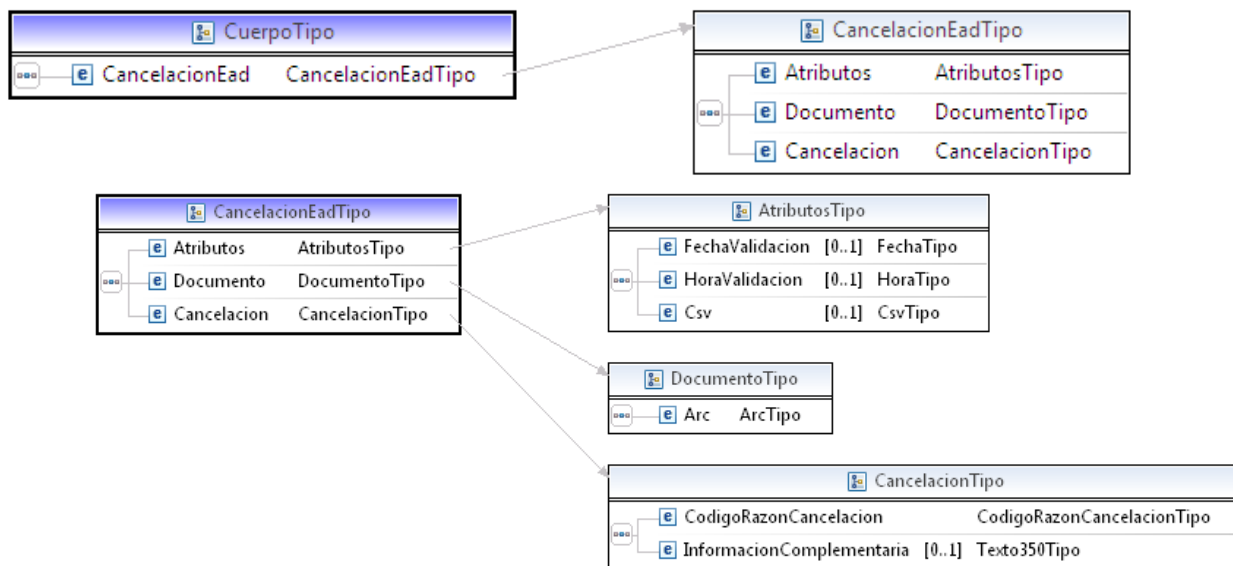 CuerpoTipo
CancelacionEad CancelacionEadTipo
CancelacionEadTipo
Atributos AtributosTipo
Documento DocumentoTipo
Cancelacion CancelacionTipo
CancelacionEadTipo
Atributos AtributosTipo
Documento DocumentoTipo
Cancelacion CancelacionTipo
AtributosTipo
FechaValidacion [0..1] FechaTipo
HoraValidacion [0..1] HoraTipo
Csv [0..1] CsvTipo
DocumentoTipo
Arc ArcTipo
CancelacionTipo
CodigoRazonCancelacion CodigoRazonCancelacionTipo
InformacionComplementaria [0..1] Texto350Tipo